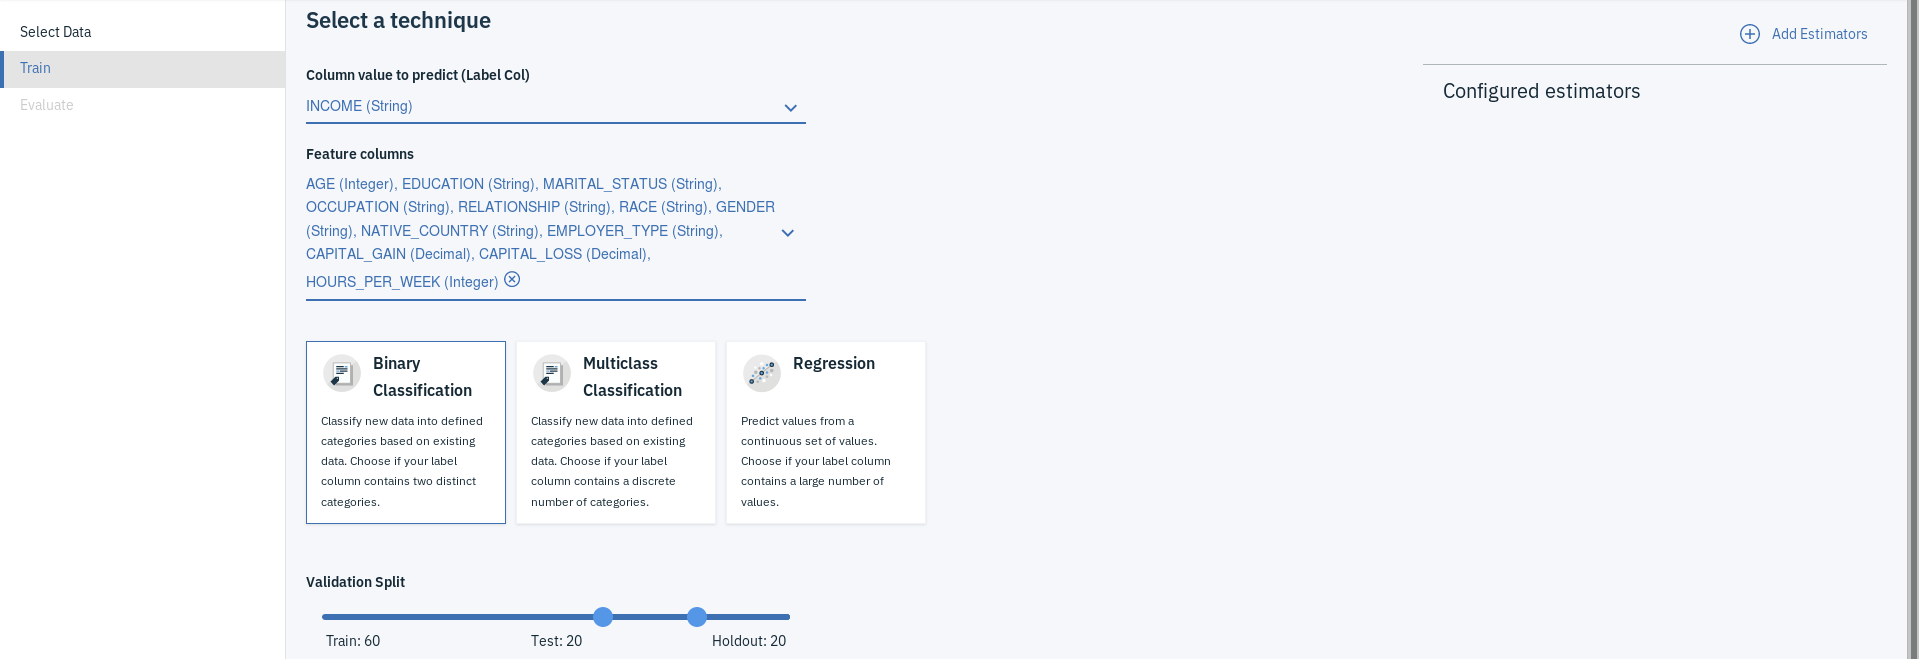 Select Data
Train
Evaluate
Select a technique
Column value to predict (Label Col)
INCOME (String)
Feature columns
AGE (Integer), EDUCATION (String), MARITAL_STATUS (String),
OCCUPATION (String), RELATIONSHIP (String), RACE (String), GENDER
(String), NATIVE_COUNTRY (String), EMPLOYER_TYPE (String),
CAPITAL_GAIN (Decimal), CAPITAL_LOSS (Decimal),
HOURS_PER_WEEK (Integer)
Binary
Classification
Classify new data into defined
categories based on existing
data. Choose if your label
column contains two distinct
categories.
Multiclass
Classification
Classify new data into defined
categories based on existing
data. Choose if your label
column contains a discrete
number of categories.
Regression
Predict values from a
continuous set of values.
Choose if your label column
contains a large number of
values.
Validation Split
Train: 60
Test: 20
Holdout: 20
Add Estimators
Configured estimators